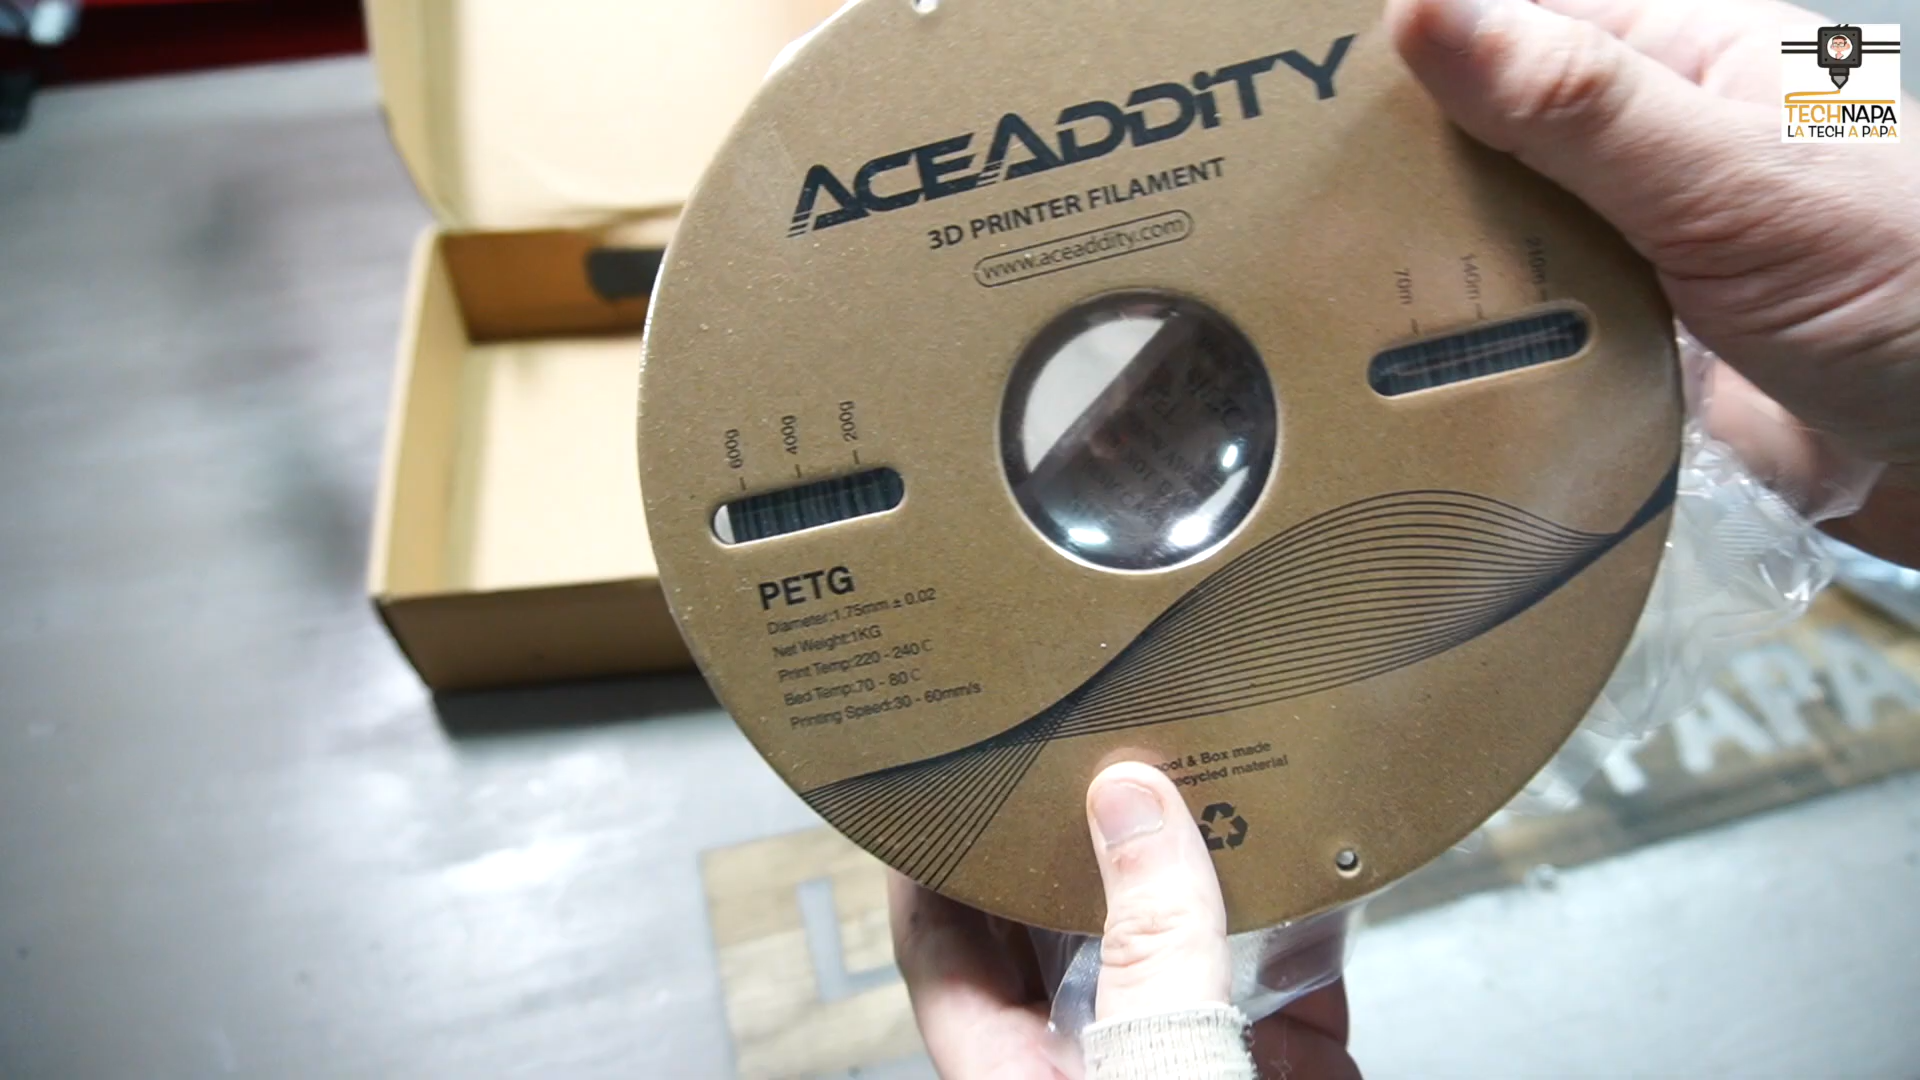 ACEADDiTY
3D PRINTER FILAMENT
www.aceaddity.com
70m
140m
210m
600g
400g
200g
PETG
Diameter:1.75mm ± 0.02
Net Weight:1KG
Print Temp:220 - 240℃
Bed Temp:70 - 80℃
Printing Speed:30 - 60mm/s
& Box made
recycled material
PAPA
TECHNAPA
LA TECH A PAPA